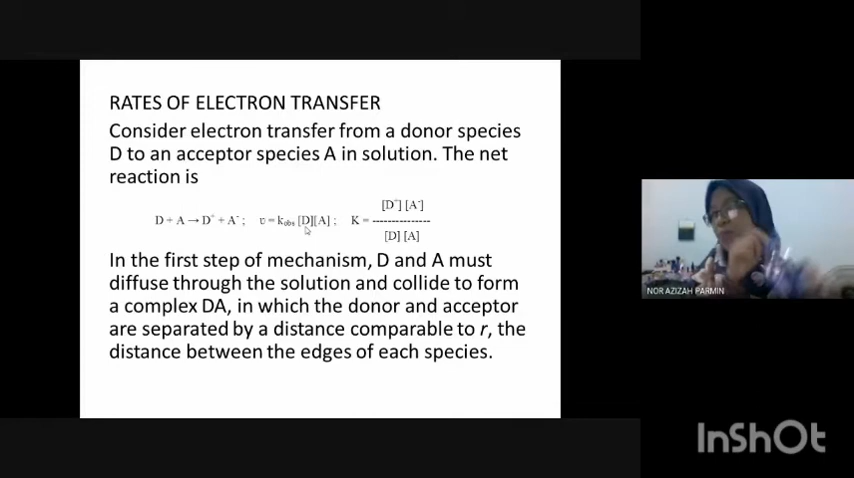 RATES OF ELECTRON TRANSFER
Consider electron transfer from a donor species
D to an acceptor species A in solution. The net
reaction is
[D⁺] [A⁻]
D + A → D⁺ + A⁻ ; υ = kobs [D][A] ; K = ---------------
[D] [A]
In the first step of mechanism, D and A must
diffuse through the solution and collide to form
a complex DA, in which the donor and acceptor
are separated by a distance comparable to r, the
distance between the edges of each species.
NOR AZIZAH PARMIN
InShOt